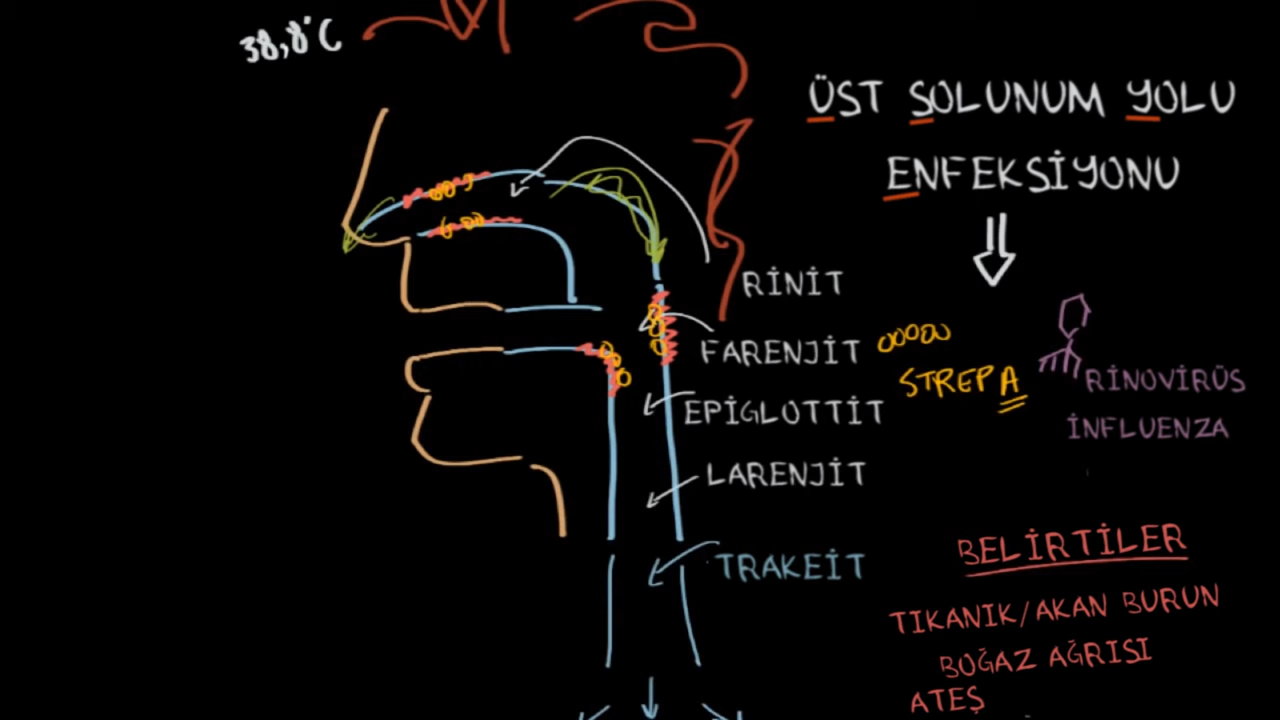 38,8°C
ÜST SOLUNUM YOLU
ENFEKSİYONU
RİNİT
FARENJİT
STREP A
RİNOVİRÜS
İNFLUENZA
EPİGLOTTİT
LARENJİT
TRAKEİT
BELİRTİLER
TIKANIK/AKAN BURUN
BOĞAZ AĞRISI
ATEŞ